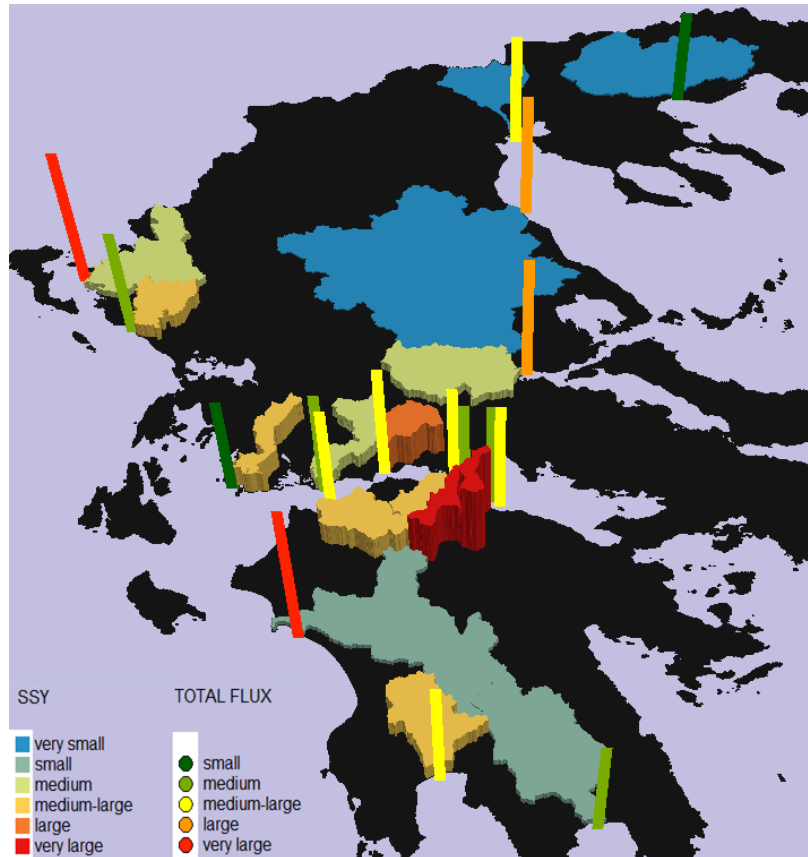 SSY
very small
small
medium
medium-large
large
very large
TOTAL FLUX
small
medium
medium-large
large
very large